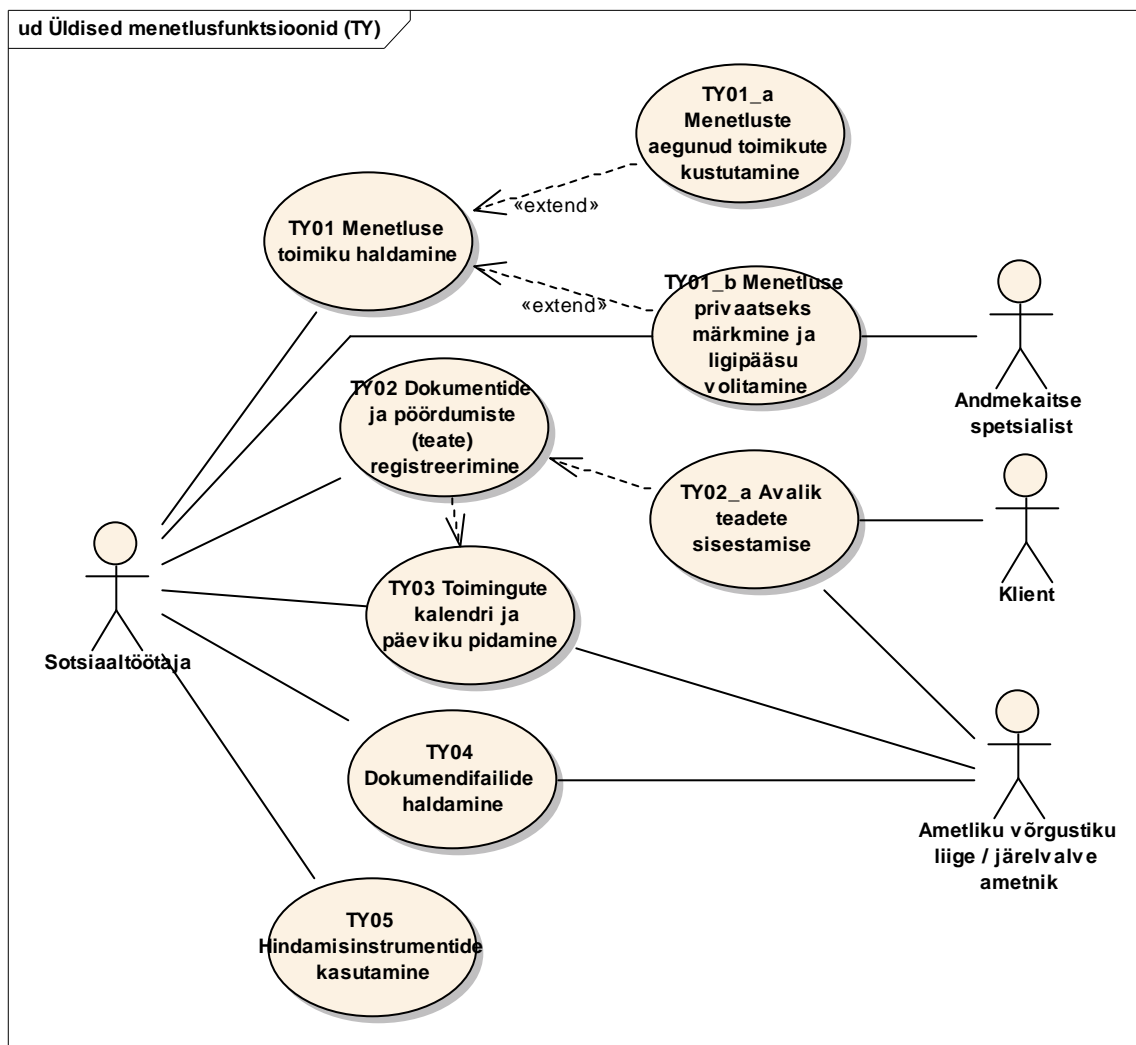 ud Üldised menetlusfunktsioonid (TY)
TY01_a
Menetluste
aegunud toimikute
kustutamine
«extend»
TY01 Menetluse
toimiku haldamine
«extend»
TY01_b Menetluse
privaatseks
märkmine ja
ligipääsu
volitamine
Andmekaitse
spetsialist
TY02 Dokumentide
ja pöördumiste
(teate)
registreerimine
TY02_a Avalik
teadete
sisestamise
Klient
TY03 Toimingute
kalendri ja
päeviku pidamine
Sotsiaaltöötaja
TY04
Dokumendifailide
haldamine
Ametliku võrgustiku
liige / järelvalve
ametnik
TY05
Hindamisinstrumentide
kasutamine